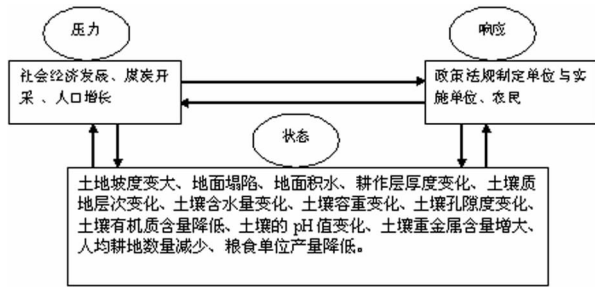 压力
响应
社会经济发展、煤炭开
采 、人口增长
政策法规制定单位与实
施单位、农民
状态
土地坡度变大、地面塌陷、地面积水、耕作层厚度变化、土壤质
地层次变化、土壤含水量变化、土壤容重变化、土壤孔隙度变化、
土壤有机质含量降低、土壤的 pH 值变化、土壤重金属含量增大、
人均耕地数量减少、粮食单位产量降低。